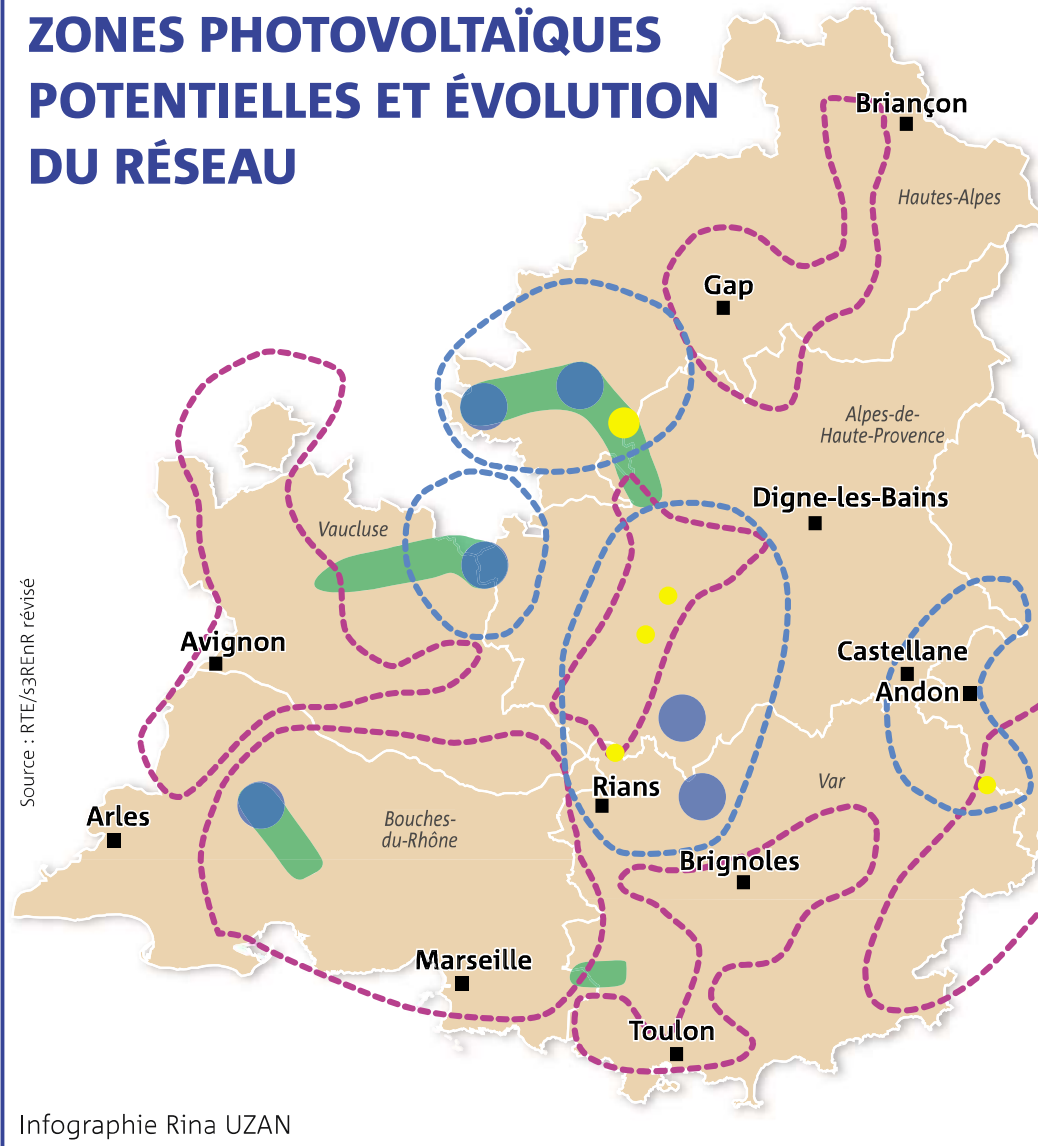 ZONES PHOTOVOLTAÏQUES
POTENTIELLES ET ÉVOLUTION
DU RÉSEAU
Briançon
Hautes-Alpes
Gap
Alpes-de-
Haute-Provence
Digne-les-Bains
Vaucluse
Avignon
Castellane
Andon
Rians
Var
Arles
Bouches-
du-Rhône
Brignoles
Marseille
Toulon
Source : RTE/s3REnR révisé
Infographie Rina UZAN